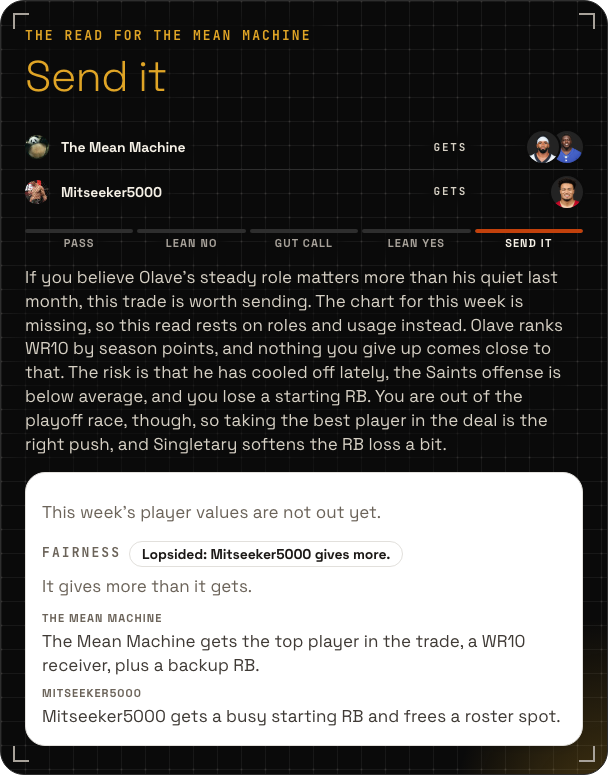 THE READ FOR THE MEAN MACHINE
Send it
The Mean Machine GETS
Mitseeker5000 GETS
PASS LEAN NO GUT CALL LEAN YES SEND IT
If you believe Olave's steady role matters more than his quiet last
month, this trade is worth sending. The chart for this week is
missing, so this read rests on roles and usage instead. Olave ranks
WR10 by season points, and nothing you give up comes close to
that. The risk is that he has cooled off lately, the Saints offense is
below average, and you lose a starting RB. You are out of the
playoff race, though, so taking the best player in the deal is the
right push, and Singletary softens the RB loss a bit.
This week's player values are not out yet.
FAIRNESS Lopsided: Mitseeker5000 gives more.
It gives more than it gets.
THE MEAN MACHINE
The Mean Machine gets the top player in the trade, a WR10
receiver, plus a backup RB.
MITSEEKER5000
Mitseeker5000 gets a busy starting RB and frees a roster spot.